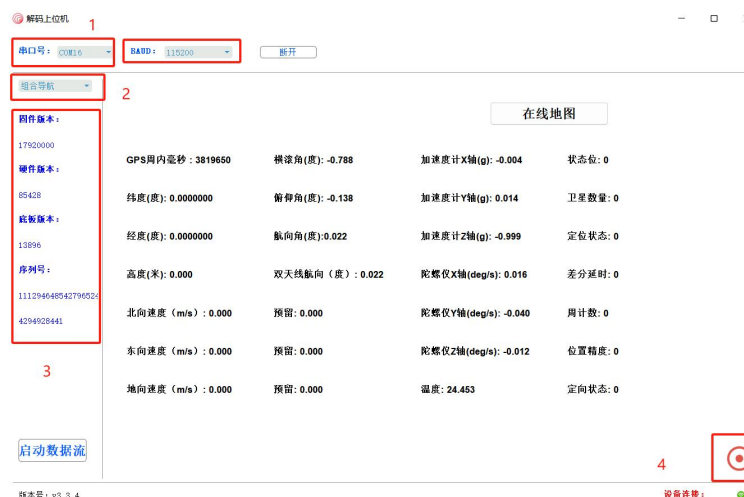 解码上位机
1
串口号： COM16 BAUD： 115200 断开
组合导航
2
在线地图
固件版本：
17920000
硬件版本：
85428
底板版本：
13896
序列号：
111294648542796524
4294928441
3
GPS周内毫秒：3819650 横滚角(度): -0.788 加速度计X轴(g): -0.004 状态位: 0
纬度(度): 0.0000000 俯仰角(度): -0.138 加速度计Y轴(g): 0.014 卫星数量: 0
经度(度): 0.0000000 航向角(度):0.022 加速度计Z轴(g): -0.999 定位状态: 0
高度(米): 0.000 双天线航向（度）: 0.022 陀螺仪X轴(deg/s): 0.016 差分延时: 0
北向速度（m/s）: 0.000 预留: 0.000 陀螺仪Y轴(deg/s): -0.040 周计数: 0
东向速度（m/s）: 0.000 预留: 0.000 陀螺仪Z轴(deg/s): -0.012 位置精度: 0
地向速度（m/s）: 0.000 预留: 0.000 温度: 24.453 定向状态: 0
启动数据流
4
版本号: v3.3.4 设备连接：